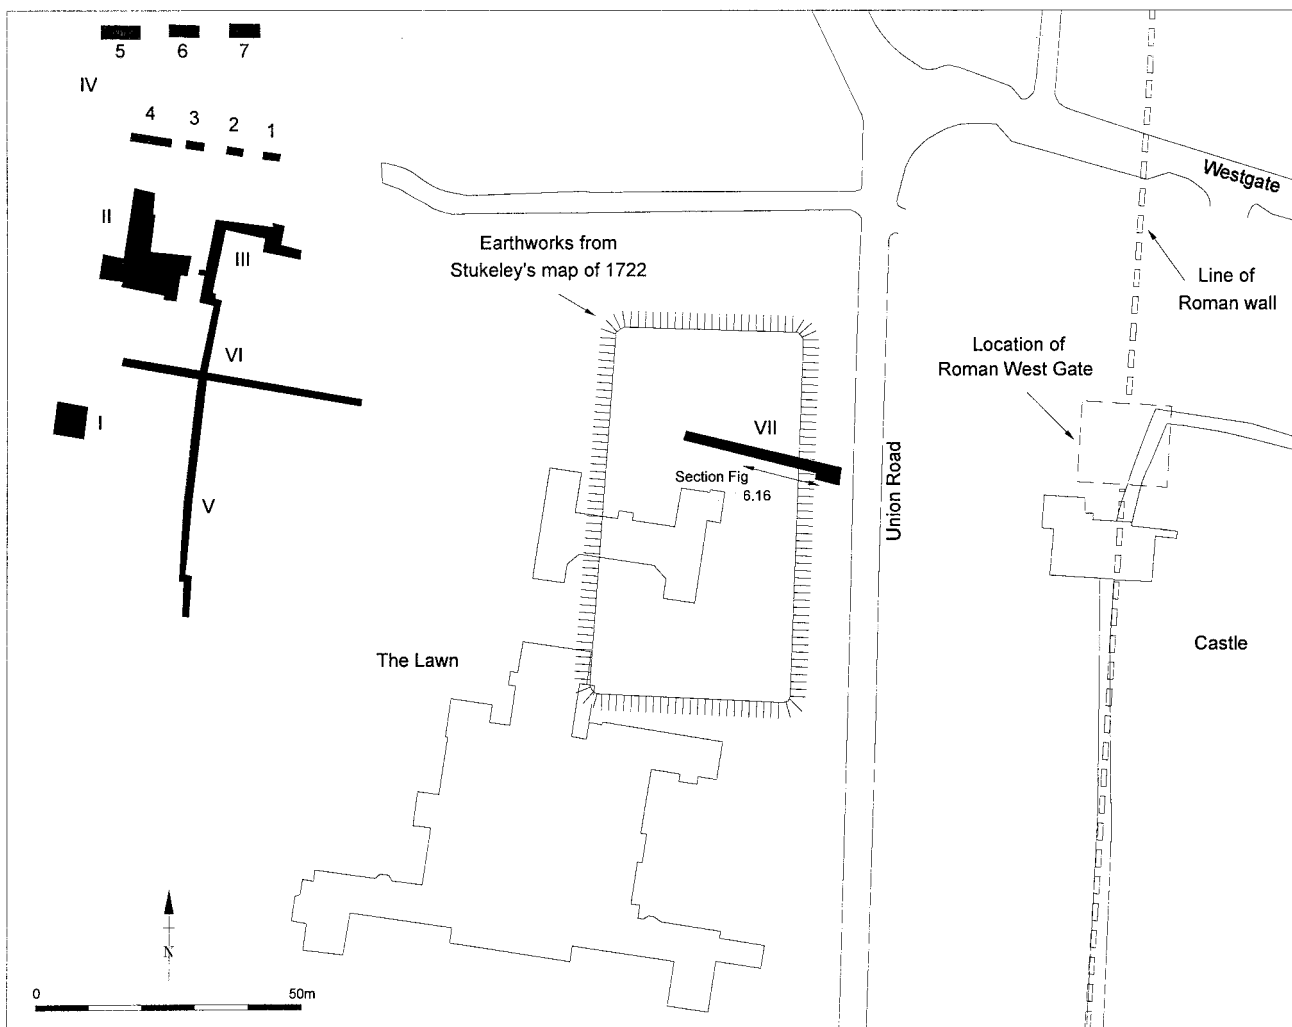 5
6
7
IV
4
3
2
1
II
III
Westgate
Earthworks from
Stukeley's map of 1722
Line of
Roman wall
Location of
Roman West Gate
VI
I
VII
Section Fig
6.16
Union Road
V
The Lawn
Castle
N
0
50m